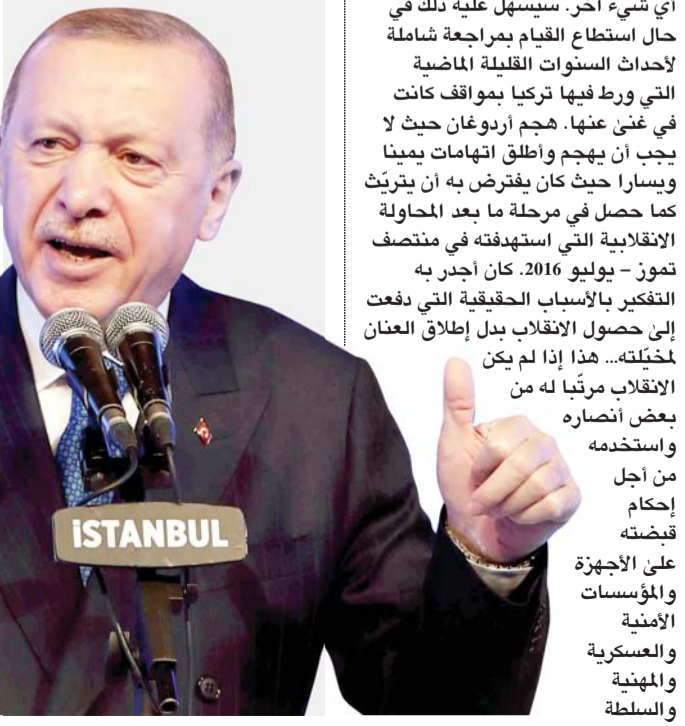 أي شيء آخر. سيسهل عليه ذلك في
حال استطاع القيام بمراجعة شاملة
لأحداث السنوات القليلة الماضية
التي ورط فيها تركيا بمواقف كانت
في غنىً عنها. هجم أردوغان حيث لا
يجب أن يهجم وأطلق اتهامات يمينا
ويسارا حيث كان يفترض به أن يتريّث
كما حصل في مرحلة ما بعد المحاولة
الانقلابية التي استهدفته في منتصف
تموز – يوليو 2016. كان أجدر به
التفكير بالأسباب الحقيقية التي دفعت
إلىٰ حصول الانقلاب بدل إطلاق العنان
لمخيّلته... هذا إذا لم يكن
الانقلاب مرتّبا له من
بعض أنصاره
واستخدمه
من أجل
إحكام
قبضته
علىٰ الأجهزة
والمؤسسات
الأمنية
والعسكرية
والمهنية
والسلطة
iSTANBUL